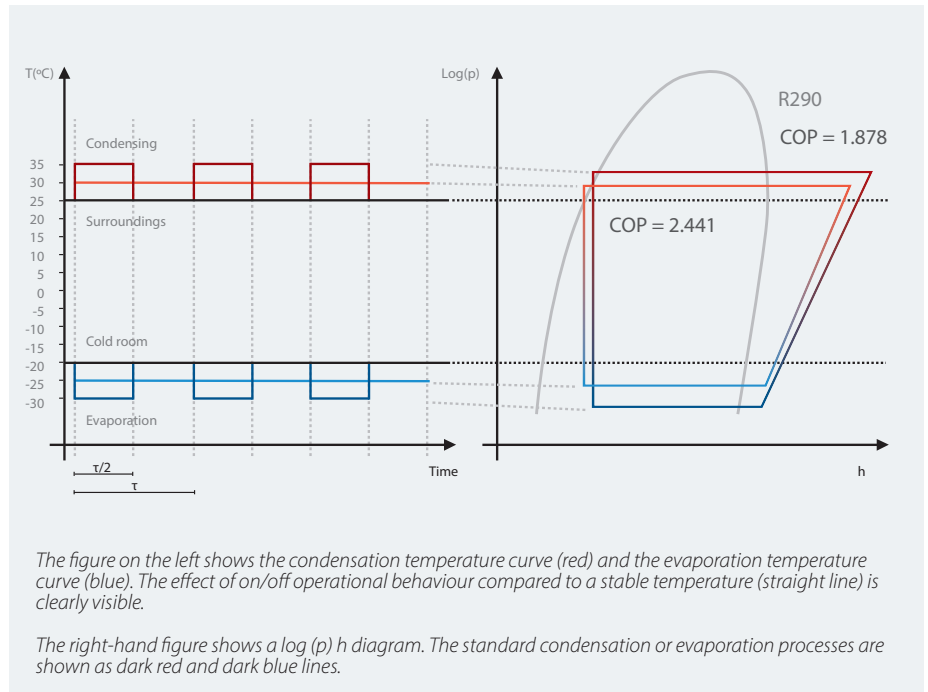 T(ºC)
Condensing
35
30
25
20
Surroundings
15
10
5
0
-5
-10
-15
Cold room
-20
-25
-30
Evaporation
Time
τ/2
τ
Log(p)
R290
COP = 1.878
COP = 2.441
h
The figure on the left shows the condensation temperature curve (red) and the evaporation temperature
curve (blue). The effect of on/off operational behaviour compared to a stable temperature (straight line) is
clearly visible.
The right-hand figure shows a log (p) h diagram. The standard condensation or evaporation processes are
shown as dark red and dark blue lines.